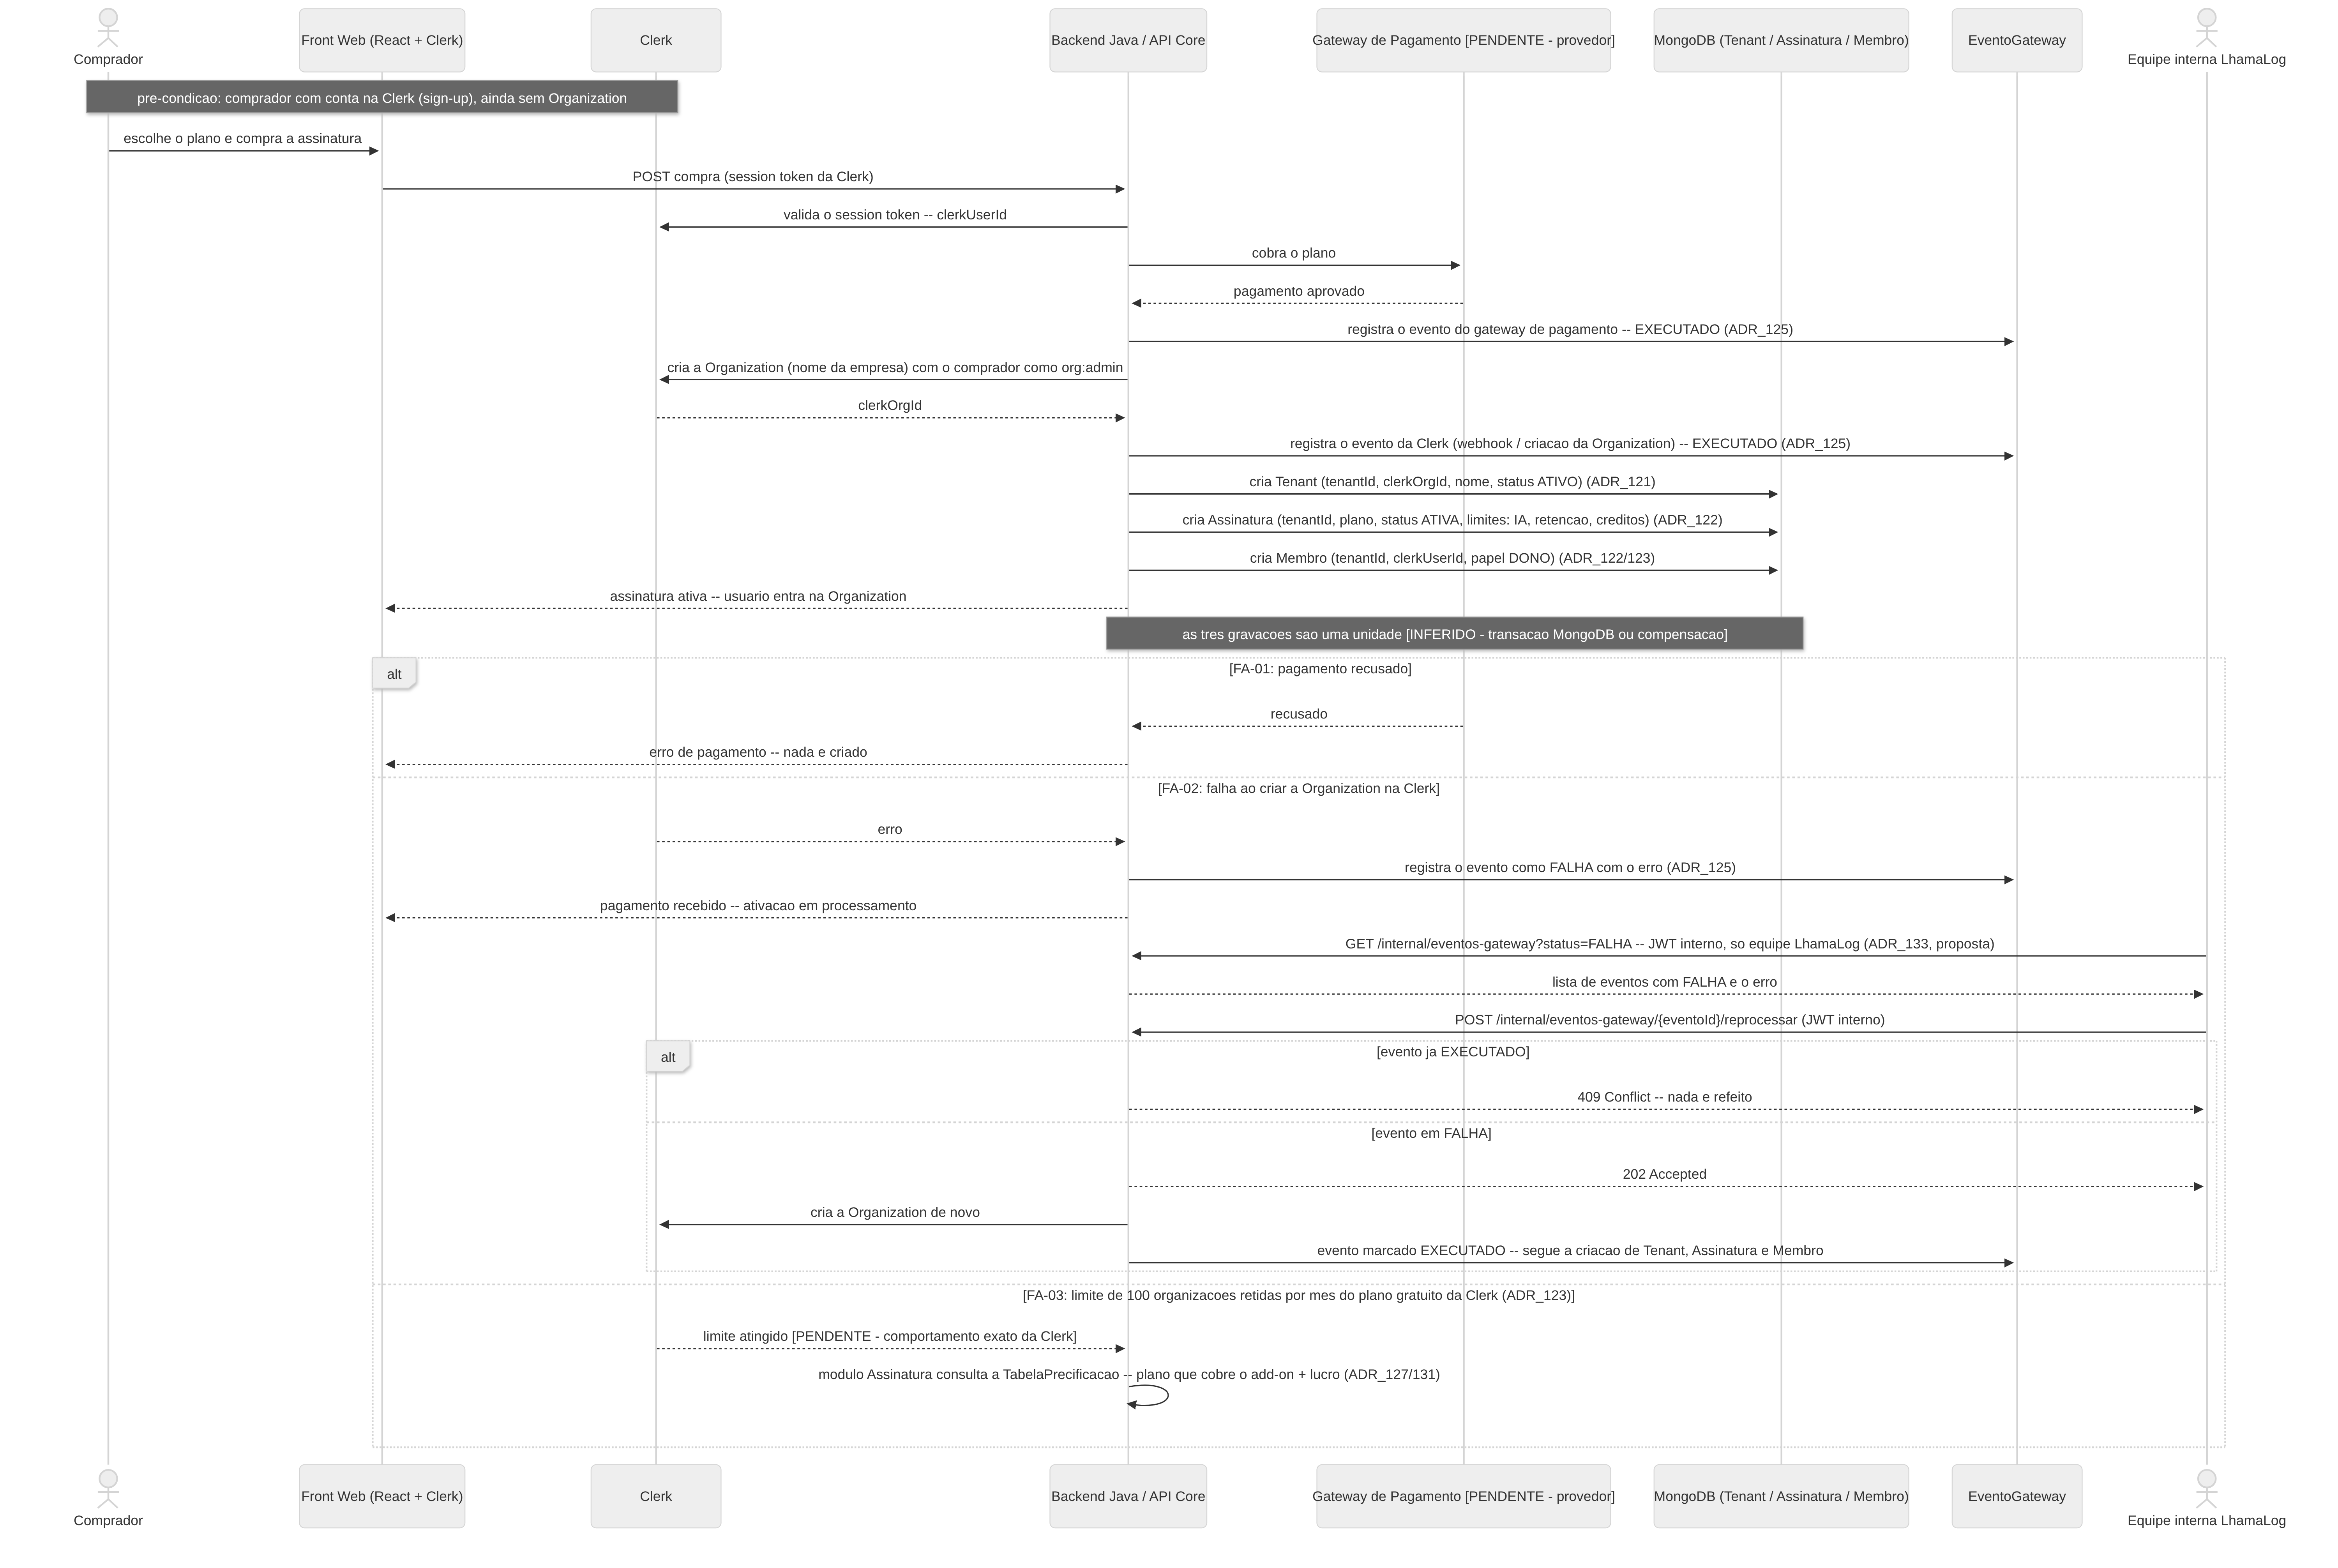 Comprador
Front Web (React + Clerk)
Clerk
Backend Java / API Core
Gateway de Pagamento [PENDENTE - provedor]
MongoDB (Tenant / Assinatura / Membro)
EventoGateway
Equipe interna LhamaLog
pre-condicao: comprador com conta na Clerk (sign-up), ainda sem Organization
escolhe o plano e compra a assinatura
POST compra (session token da Clerk)
valida o session token -- clerkUserId
cobra o plano
pagamento aprovado
registra o evento do gateway de pagamento -- EXECUTADO (ADR_125)
cria a Organization (nome da empresa) com o comprador como org:admin
clerkOrgId
registra o evento da Clerk (webhook / criacao da Organization) -- EXECUTADO (ADR_125)
cria Tenant (tenantId, clerkOrgId, nome, status ATIVO) (ADR_121)
cria Assinatura (tenantId, plano, status ATIVA, limites: IA, retencao, creditos) (ADR_122)
cria Membro (tenantId, clerkUserId, papel DONO) (ADR_122/123)
assinatura ativa -- usuario entra na Organization
as tres gravacoes sao uma unidade [INFERIDO - transacao MongoDB ou compensacao]
alt
[FA-01: pagamento recusado]
recusado
erro de pagamento -- nada e criado
[FA-02: falha ao criar a Organization na Clerk]
erro
registra o evento como FALHA com o erro (ADR_125)
pagamento recebido -- ativacao em processamento
GET /internal/eventos-gateway?status=FALHA -- JWT interno, so equipe LhamaLog (ADR_133, proposta)
lista de eventos com FALHA e o erro
POST /internal/eventos-gateway/{eventoId}/reprocessar (JWT interno)
alt
[evento ja EXECUTADO]
409 Conflict -- nada e refeito
[evento em FALHA]
202 Accepted
cria a Organization de novo
evento marcado EXECUTADO -- segue a criacao de Tenant, Assinatura e Membro
[FA-03: limite de 100 organizacoes retidas por mes do plano gratuito da Clerk (ADR_123)]
limite atingido [PENDENTE - comportamento exato da Clerk]
modulo Assinatura consulta a TabelaPrecificacao -- plano que cobre o add-on + lucro (ADR_127/131)
Comprador
Front Web (React + Clerk)
Clerk
Backend Java / API Core
Gateway de Pagamento [PENDENTE - provedor]
MongoDB (Tenant / Assinatura / Membro)
EventoGateway
Equipe interna LhamaLog